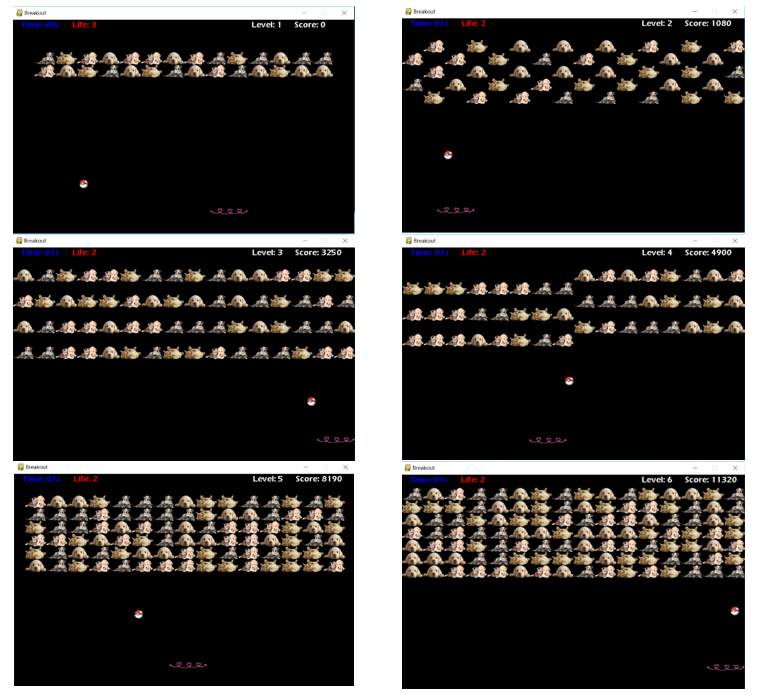 Breakout
Time: 00s Life: 3 Level: 1 Score: 0
Breakout
Time: 01s Life: 2 Level: 2 Score: 1080
Breakout
Time: 01s Life: 2 Level: 3 Score: 3250
Breakout
Time: 01s Life: 2 Level: 4 Score: 4900
Breakout
Time: 01s Life: 2 Level: 5 Score: 8190
Breakout
Time: 01s Life: 2 Level: 6 Score: 11320